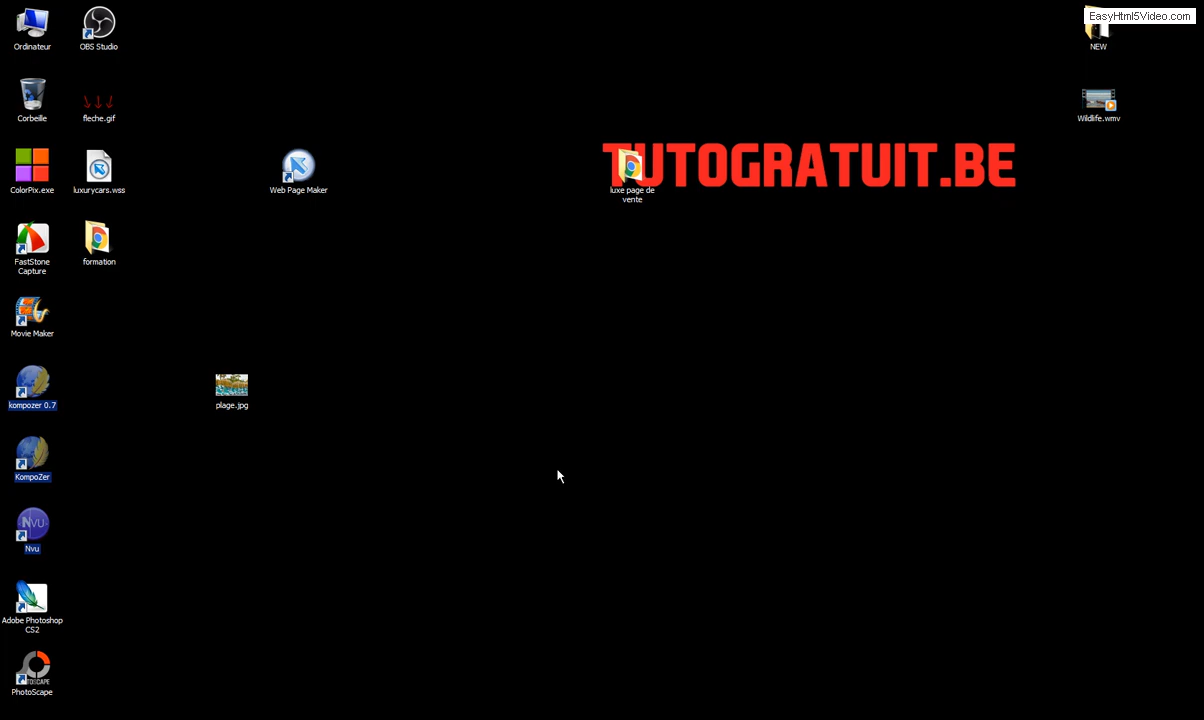 EasyHtml5Video.com
Ordinateur
OBS Studio
NEW
Corbeille
fleche.gif
Wildlife.wmv
TUTOGRATUIT.BE
ColorPix.exe
luxurycars.wss
Web Page Maker
luxe page de
vente
FastStone
Capture
formation
Movie Maker
kompozer 0.7
plage.jpg
KompoZer
NVU
Nvu
Adobe Photoshop
CS2
PhotoScape